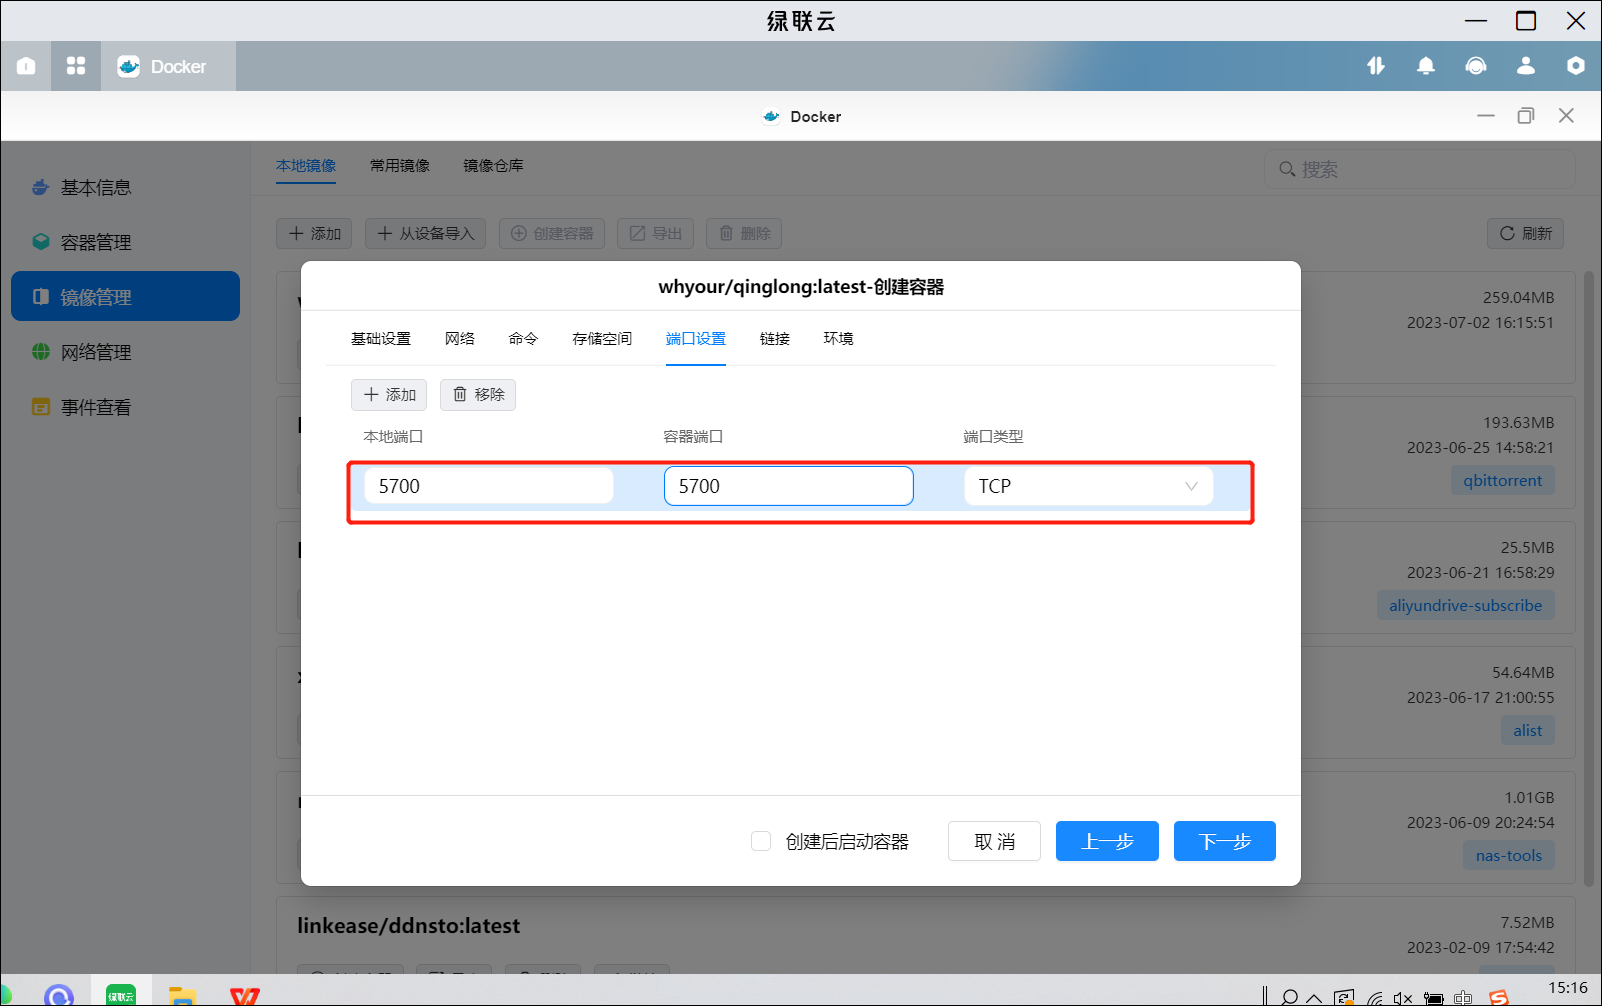 绿联云
Docker
Docker
基本信息
容器管理
镜像管理
网络管理
事件查看
本地镜像 常用镜像 镜像仓库
搜索
添加 从设备导入 创建容器 导出 删除 刷新
259.04MB
2023-07-02 16:15:51
193.63MB
2023-06-25 14:58:21
qbittorrent
25.5MB
2023-06-21 16:58:29
aliyundrive-subscribe
54.64MB
2023-06-17 21:00:55
alist
1.01GB
2023-06-09 20:24:54
nas-tools
whyour/qinglong:latest-创建容器
基础设置 网络 命令 存储空间 端口设置 链接 环境
添加 移除
本地端口 容器端口 端口类型
5700 5700 TCP
创建后启动容器 取 消 上一步 下一步
linkease/ddnsto:latest
7.52MB
2023-02-09 17:54:42
绿联云
中
15:16